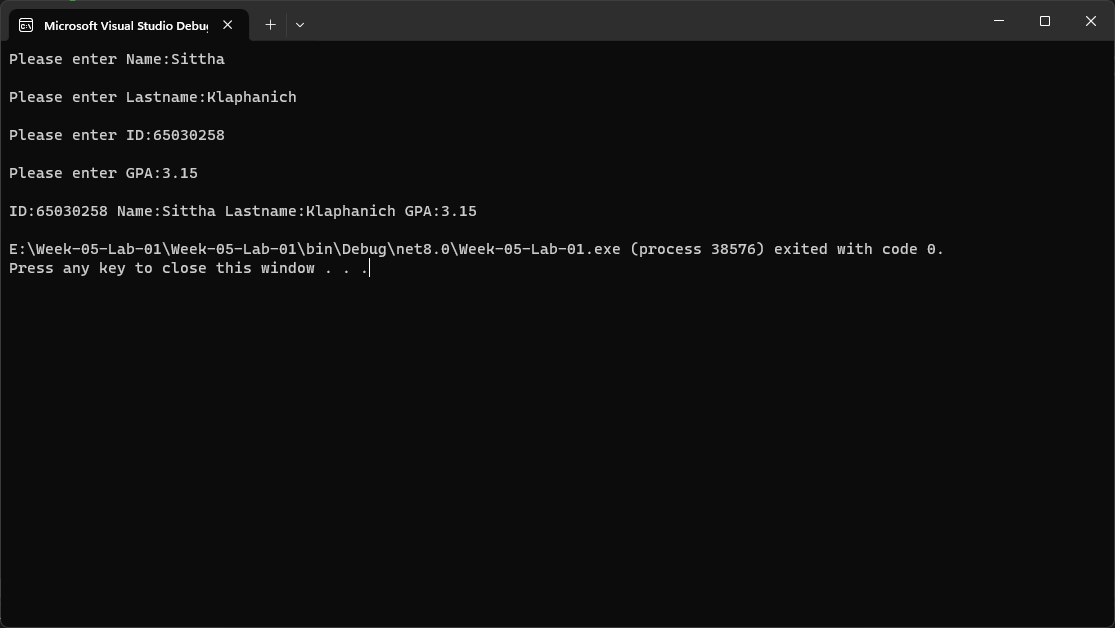 Microsoft Visual Studio Debu
Please enter Name:Sittha
Please enter Lastname:Klaphanich
Please enter ID:65030258
Please enter GPA:3.15
ID:65030258 Name:Sittha Lastname:Klaphanich GPA:3.15
E:\Week-05-Lab-01\Week-05-Lab-01\bin\Debug\net8.0\Week-05-Lab-01.exe (process 38576) exited with code 0.
Press any key to close this window . . .